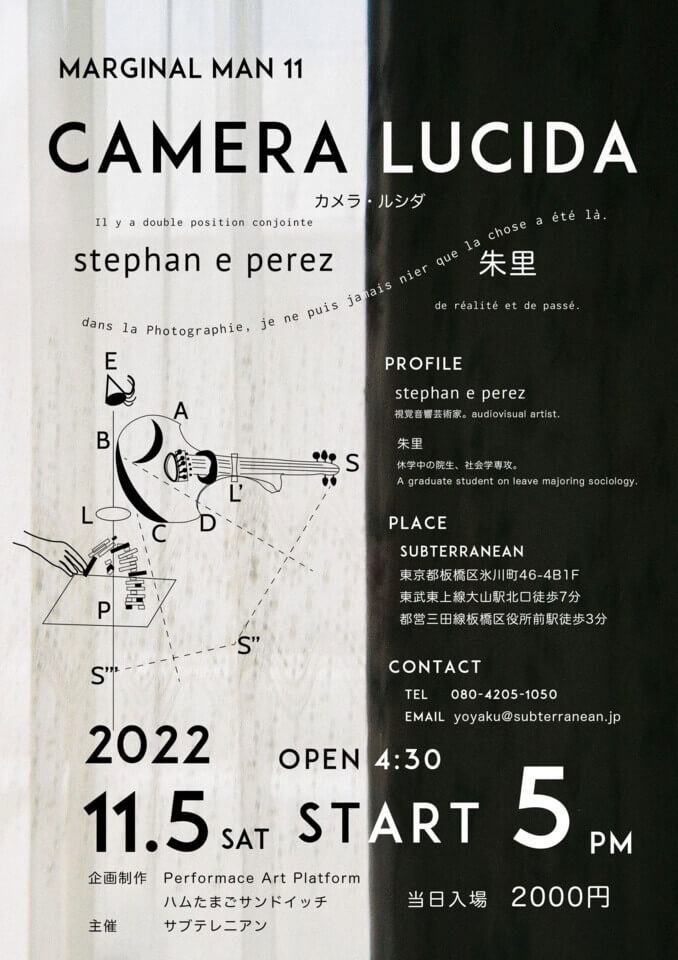 MARGINAL MAN 11
CAMERA LUCIDA
カメラ・ルシダ
Il y a double position conjointe
stephan e perez
朱里
dans la Photographie, je ne puis jamais nier que la chose a été là.
de réalité et de passé.
E
A
B
S
L'
L
D
C
P
S''
S'''
PROFILE
stephan e perez
視覚音響芸術家。audiovisual artist.
朱里
休学中の院生、社会学専攻。
A graduate student on leave majoring sociology.
PLACE
SUBTERRANEAN
東京都板橋区氷川町46-4B1F
東武東上線大山駅北口徒歩7分
都営三田線板橋区役所前駅徒歩3分
CONTACT
TEL 080-4205-1050
EMAIL yoyaku@subterranean.jp
2022
OPEN 4:30
11.5 SAT START 5 PM
企画制作 Performace Art Platform
ハムたまごサンドイッチ
主催 サブテレニアン
当日入場 2000円